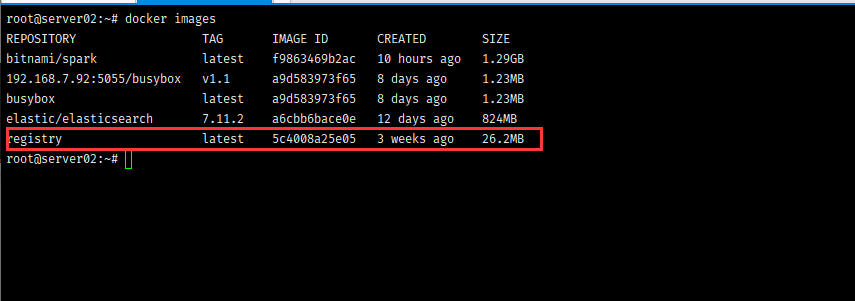 root@server02:~# docker images
REPOSITORY TAG IMAGE ID CREATED SIZE
bitnami/spark latest f9863469b2ac 10 hours ago 1.29GB
192.168.7.92:5055/busybox v1.1 a9d583973f65 8 days ago 1.23MB
busybox latest a9d583973f65 8 days ago 1.23MB
elastic/elasticsearch 7.11.2 a6cbb6bace0e 12 days ago 824MB
registry latest 5c4008a25e05 3 weeks ago 26.2MB
root@server02:~#